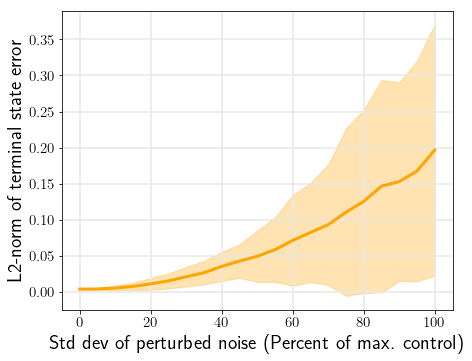 L2-norm of terminal state error
0.35
0.30
0.25
0.20
0.15
0.10
0.05
0.00
0 20 40 60 80 100
Std dev of perturbed noise (Percent of max. control)